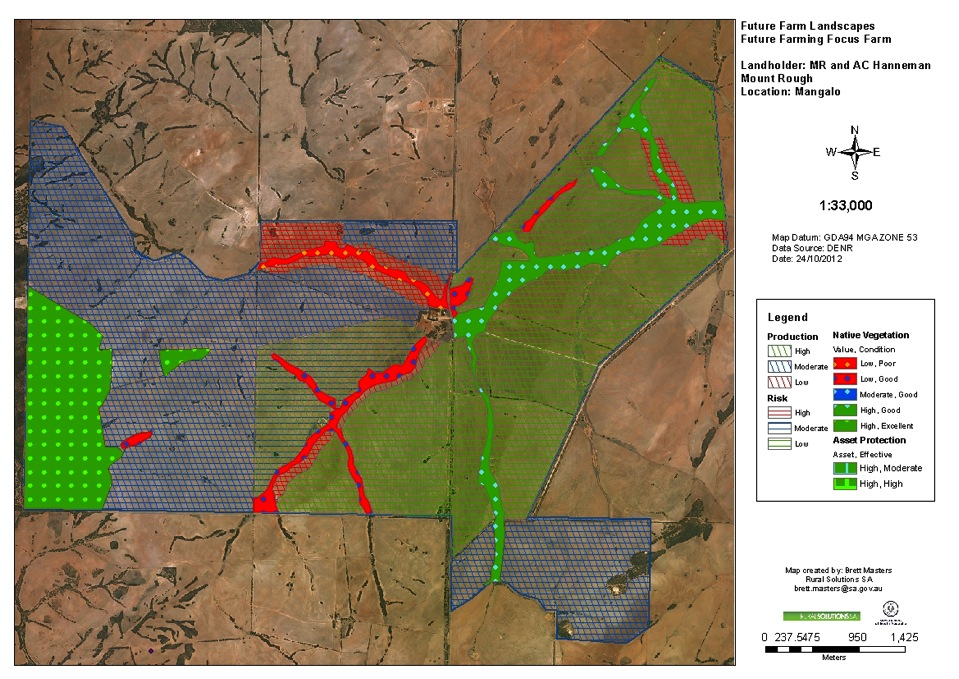 Future Farm Landscapes
Future Farming Focus Farm
Landholder: MR and AC Hanneman
Mount Rough
Location: Mangalo
N
W E
S
1:33,000
Map Datum: GDA94 MGAZONE 53
Data Source: DENR
Date: 24/10/2012
Legend
Production
High
Moderate
Low
Risk
High
Moderate
Low
Native Vegetation
Value, Condition
Low, Poor
Low, Good
Moderate, Good
High, Good
High, Excellent
Asset Protection
Asset, Effective
High, Moderate
High, High
Map created by: Brett Masters
Rural Solutions SA
brett.masters@sa.gov.au
RURAL SOLUTIONS SA
0 237.5475 950 1,425
Meters